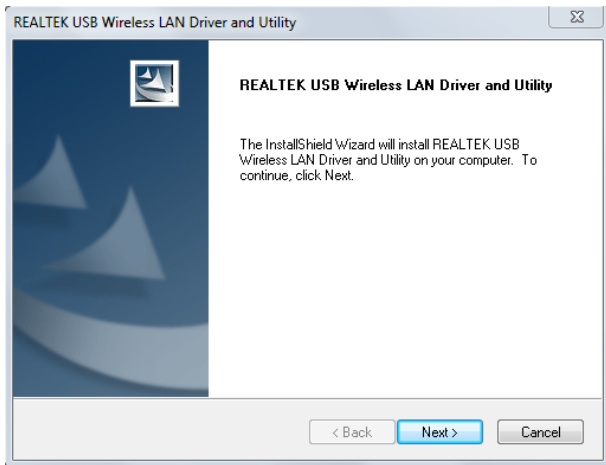 REALTEK USB Wireless LAN Driver and Utility
REALTEK USB Wireless LAN Driver and Utility
The InstallShield Wizard will install REALTEK USB
Wireless LAN Driver and Utility on your computer.  To
continue, click Next.
< Back
Next >
Cancel